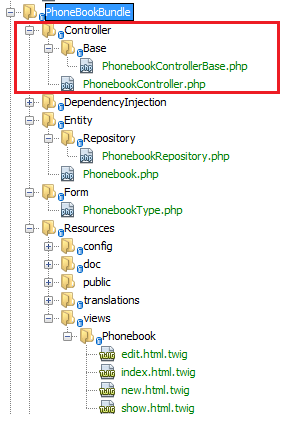 PhoneBookBundle
Controller
Base
PhonebookControllerBase.php
PhonebookController.php
DependencyInjection
Entity
Repository
PhonebookRepository.php
Phonebook.php
Form
PhonebookType.php
Resources
config
doc
public
translations
views
Phonebook
edit.html.twig
index.html.twig
new.html.twig
show.html.twig